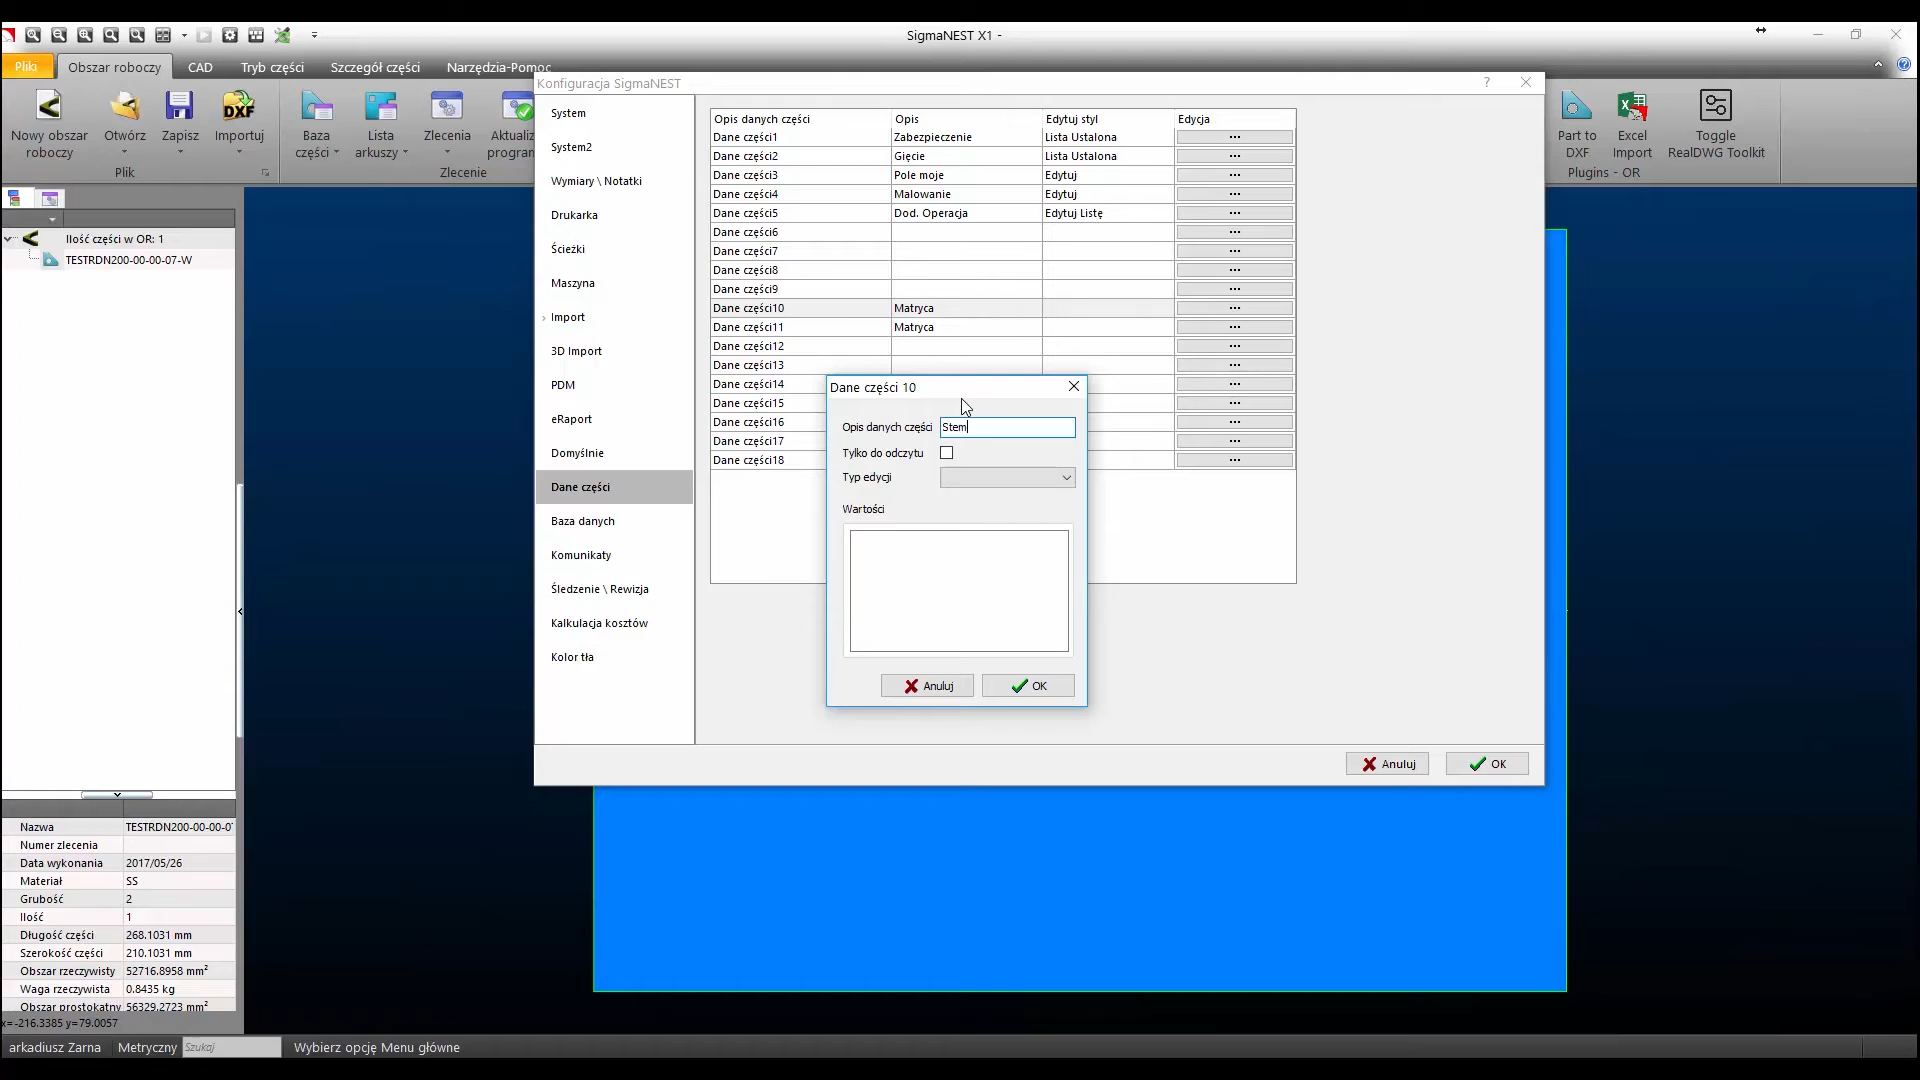 SigmaNEST X1 -
Pliki
Obszar roboczy
CAD
Tryb części
Szczegół części
Narzędzia-Pomoc
Nowy obszar roboczy
Otwórz
Zapisz
DXF
Importuj
Baza części
Lista arkuszy
Zlecenia
Plik
Zlecenie
Part to DXF
Excel Import
Toggle RealDWG Toolkit
Plugins - OR
Ilość części w OR: 1
TESTRDN200-00-00-07-W
Konfiguracja SigmaNEST
System
System2
Wymiary \ Notatki
Drukarka
Ścieżki
Maszyna
Import
3D Import
PDM
eRaport
Domyślnie
Dane części
Baza danych
Komunikaty
Śledzenie \ Rewizja
Kalkulacja kosztów
Kolor tła
Opis danych części Opis Edytuj styl Edycja
Dane części1 Zabezpieczenie Lista Ustalona ...
Dane części2 Gięcie Lista Ustalona ...
Dane części3 Pole moje Edytuj ...
Dane części4 Malowanie Edytuj ...
Dane części5 Dod. Operacja Edytuj Listę ...
Dane części6 ...
Dane części7 ...
Dane części8 ...
Dane części9 ...
Dane części10 Matryca ...
Dane części11 Matryca ...
Dane części12 ...
Dane części13 ...
Dane części14 ...
Dane części15 ...
Dane części16 ...
Dane części17 ...
Dane części18 ...
Dane części 10
Opis danych części Stem
Tylko do odczytu
Typ edycji
Wartości
Anuluj OK
Anuluj OK
Nazwa TESTRDN200-00-00-0
Numer zlecenia
Data wykonania 2017/05/26
Materiał SS
Grubość 2
Ilość 1
Długość części 268.1031 mm
Szerokość części 210.1031 mm
Obszar rzeczywisty 52716.8958 mm²
Waga rzeczywista 0.8435 kg
Obszar prostokątny 56329.2723 mm²
x=-216.3385 y=79.0057
arkadiusz Zarna Metryczny Szukaj Wybierz opcję Menu główne